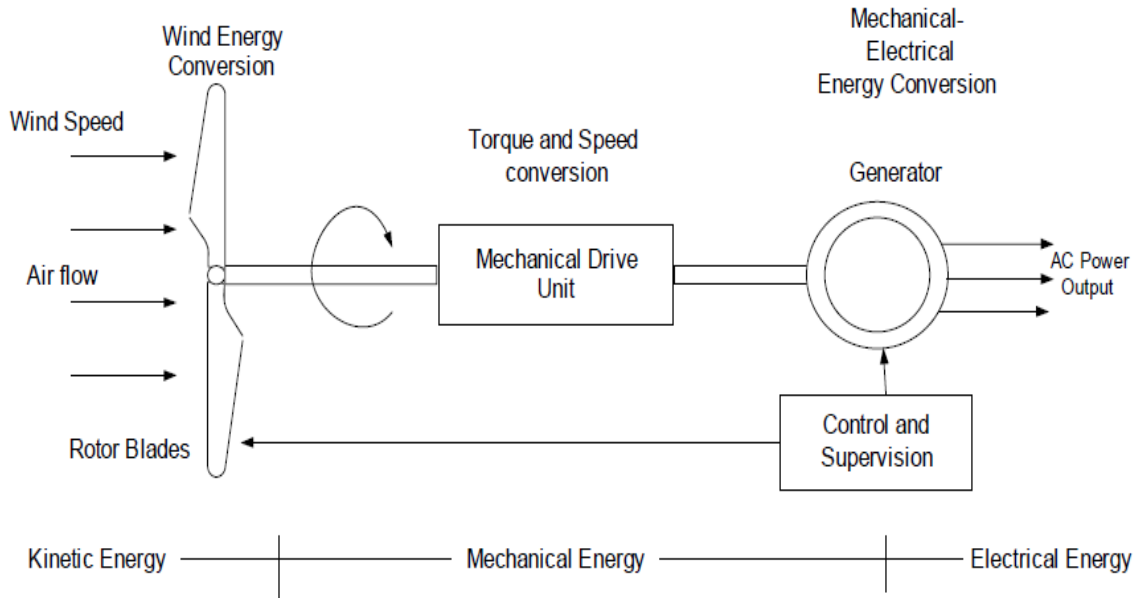 Wind Energy
Conversion
Mechanical-
Electrical
Energy Conversion
Wind Speed
Torque and Speed
conversion
Generator
Air flow
Mechanical Drive
Unit
AC Power
Output
Rotor Blades
Control and
Supervision
Kinetic Energy
Mechanical Energy
Electrical Energy